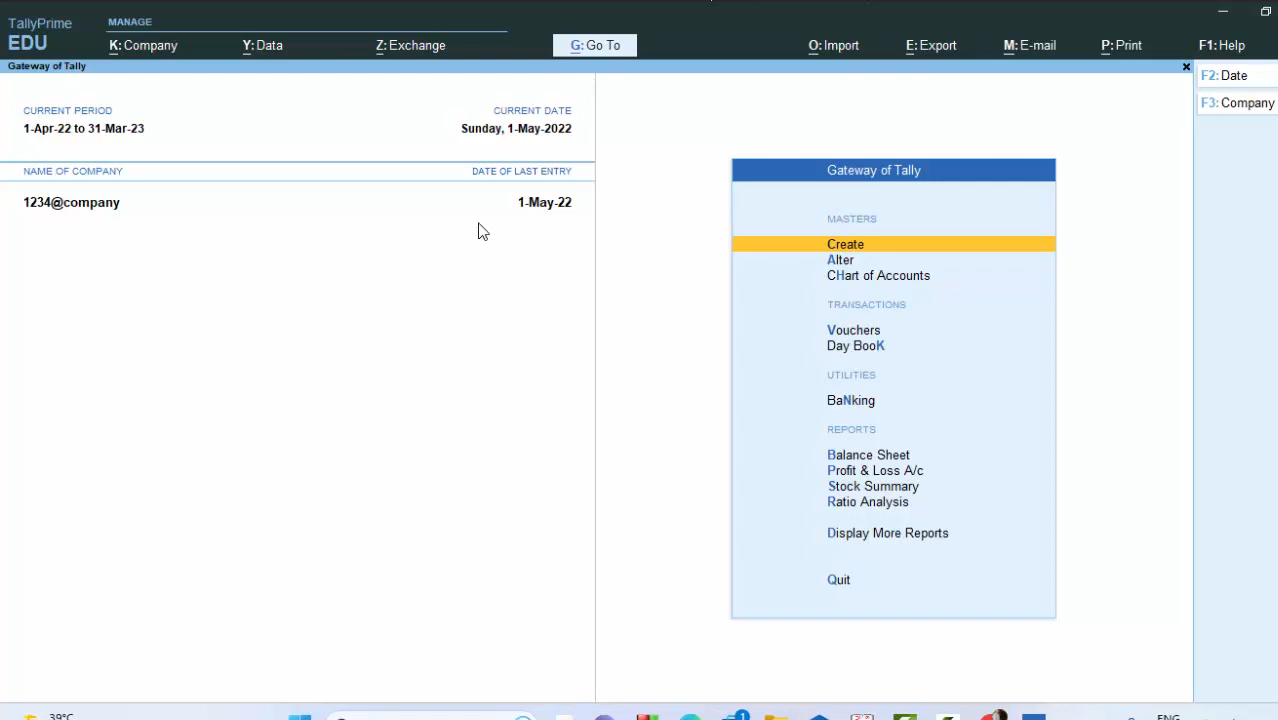 TallyPrime
EDU
MANAGE
K: Company
Y: Data
Z: Exchange
G: Go To
O: Import
E: Export
M: E-mail
P: Print
F1: Help
Gateway of Tally
F2: Date
F3: Company
CURRENT PERIOD
1-Apr-22 to 31-Mar-23
CURRENT DATE
Sunday, 1-May-2022
NAME OF COMPANY
DATE OF LAST ENTRY
1234@company
1-May-22
Gateway of Tally
MASTERS
Create
Alter
CHart of Accounts
TRANSACTIONS
Vouchers
Day BooK
UTILITIES
BaNking
REPORTS
Balance Sheet
Profit & Loss A/c
Stock Summary
Ratio Analysis
Display More Reports
Quit
39°C
1
ENG